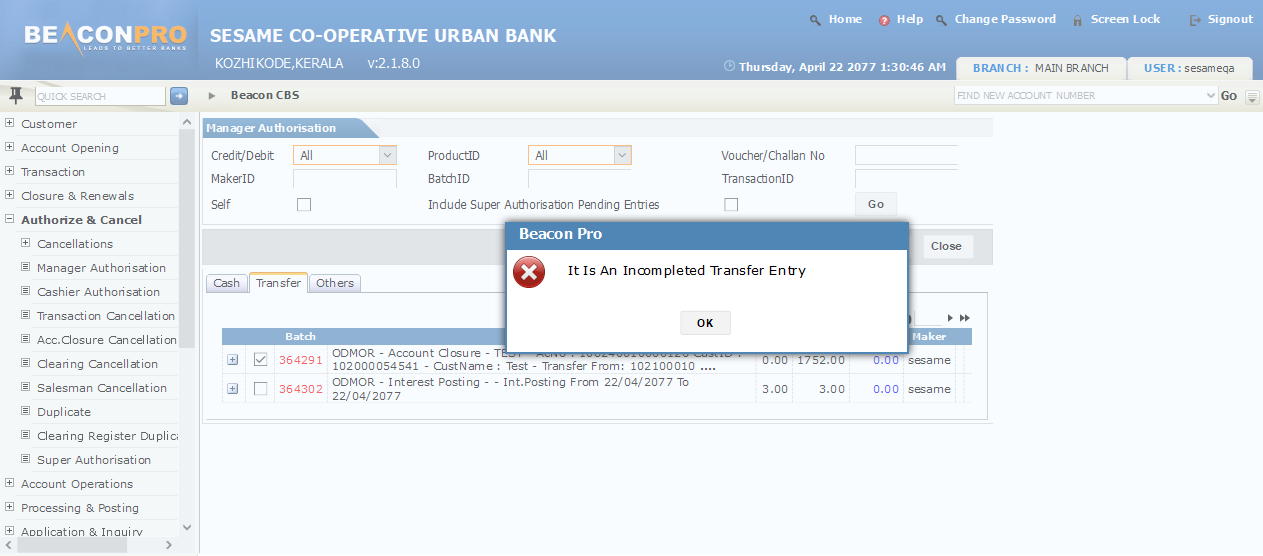 Home Help Change Password Screen Lock Signout
BEACONPRO
LEADS TO BETTER BANKS
SESAME CO-OPERATIVE URBAN BANK
KOZHIKODE,KERALA v:2.1.8.0
Thursday, April 22 2077 1:30:46 AM BRANCH : MAIN BRANCH USER : sesameqa
QUICK SEARCH Beacon CBS FIND NEW ACCOUNT NUMBER Go
Customer
Account Opening
Transaction
Closure & Renewals
Authorize & Cancel
Cancellations
Manager Authorisation
Cashier Authorisation
Transaction Cancellation
Acc.Closure Cancellation
Clearing Cancellation
Salesman Cancellation
Duplicate
Clearing Register Duplica
Super Authorisation
Account Operations
Processing & Posting
Application & Inquiry
Manager Authorisation
Credit/Debit All ProductID All Voucher/Challan No
MakerID BatchID TransactionID
Self Include Super Authorisation Pending Entries Go
Close
Beacon Pro
It Is An Incompleted Transfer Entry
OK
Cash Transfer Others
Batch Maker
364291 ODMOR - Account Closure - TEST - 0.00 1752.00 0.00 sesame
102000054541 - CustName : Test - Transfer From: 102100010 ....
364302 ODMOR - Interest Posting - - Int.Posting From 22/04/2077 To 3.00 3.00 0.00 sesame
22/04/2077